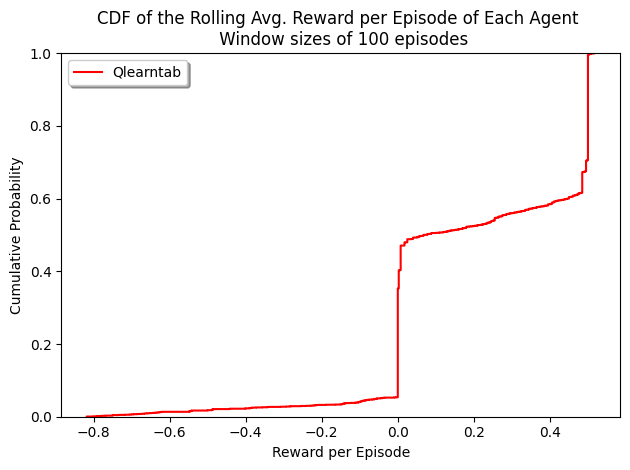 CDF of the Rolling Avg. Reward per Episode of Each Agent
Window sizes of 100 episodes
Qlearntab
Cumulative Probability
1.0
0.8
0.6
0.4
0.2
0.0
−0.8 −0.6 −0.4 −0.2 0.0 0.2 0.4
Reward per Episode